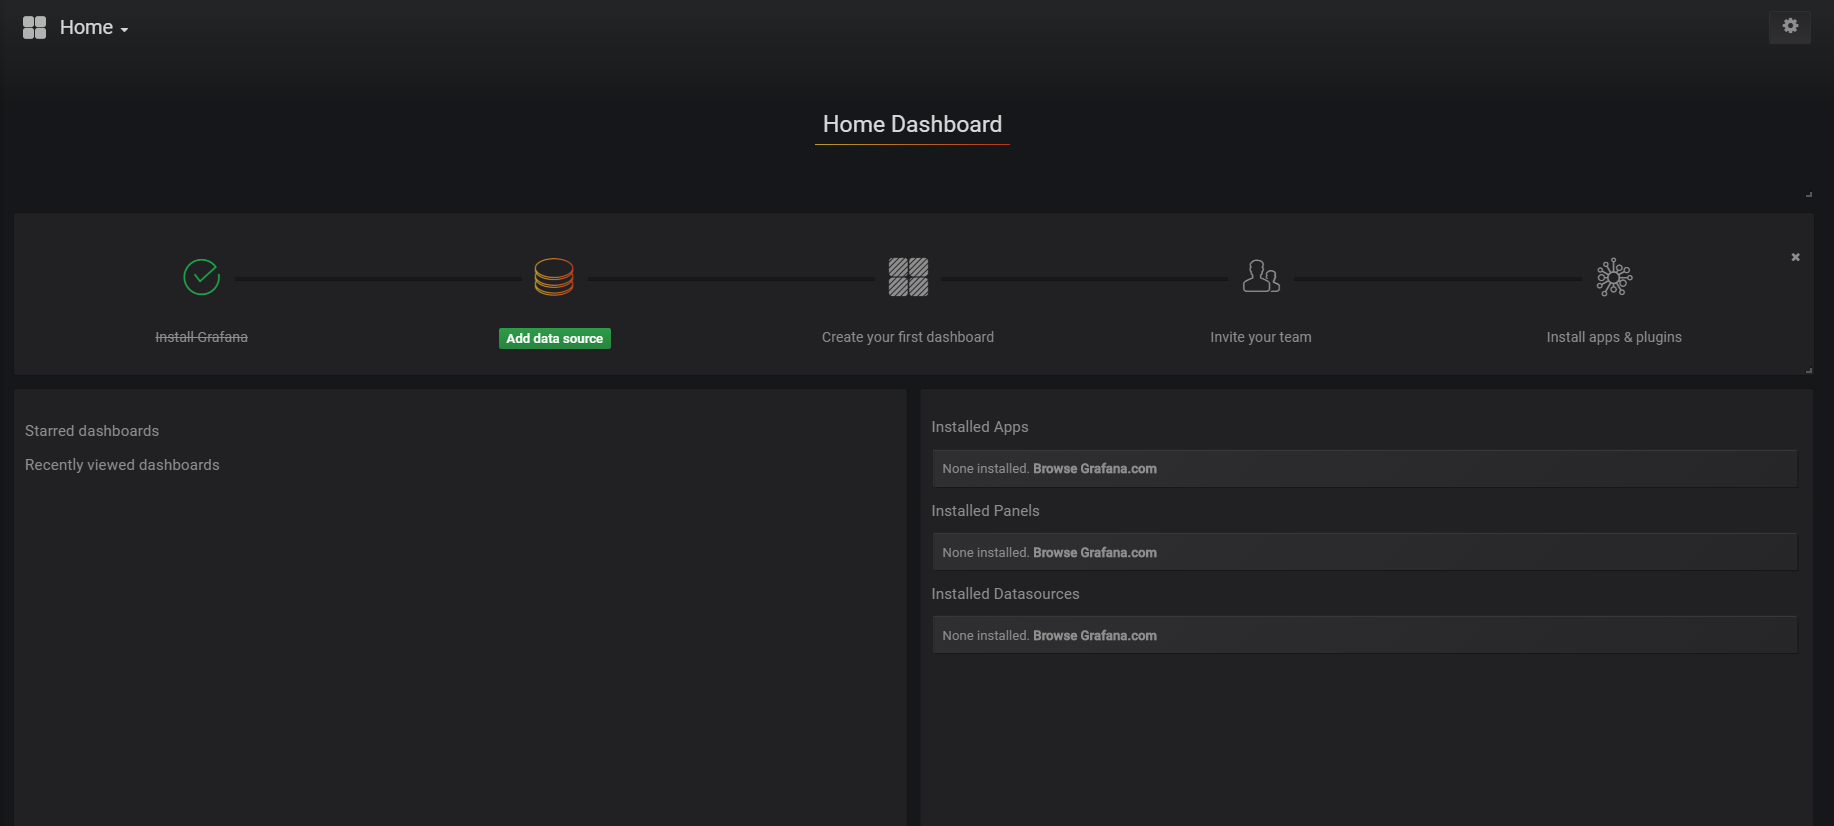 Home
Home Dashboard
Install Grafana
Add data source
Create your first dashboard
Invite your team
Install apps & plugins
Starred dashboards
Recently viewed dashboards
Installed Apps
None installed. Browse Grafana.com
Installed Panels
None installed. Browse Grafana.com
Installed Datasources
None installed. Browse Grafana.com